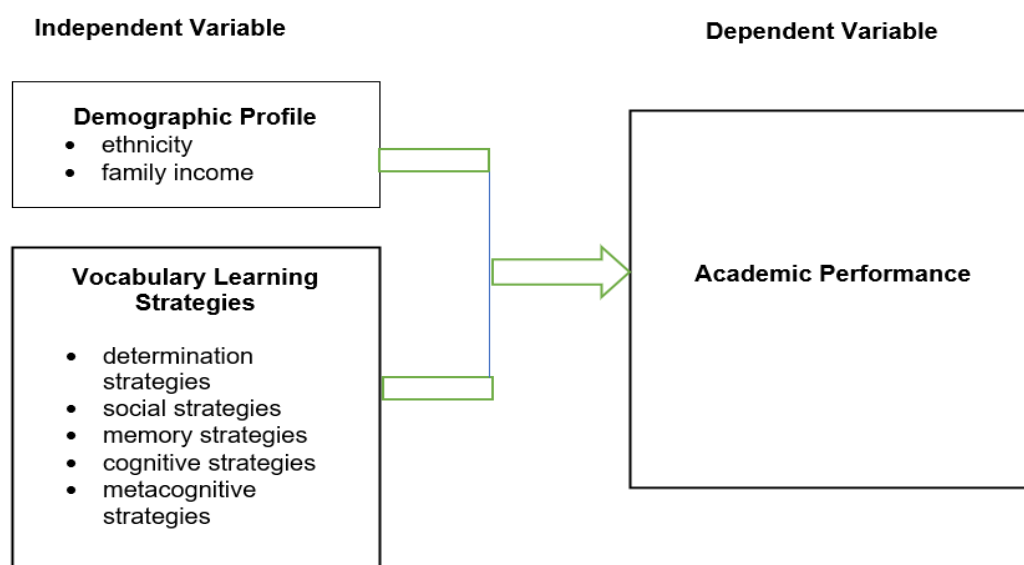 Independent Variable
Dependent Variable
Demographic Profile
• ethnicity
• family income
Vocabulary Learning
Strategies
• determination
strategies
• social strategies
• memory strategies
• cognitive strategies
• metacognitive
strategies
Academic Performance